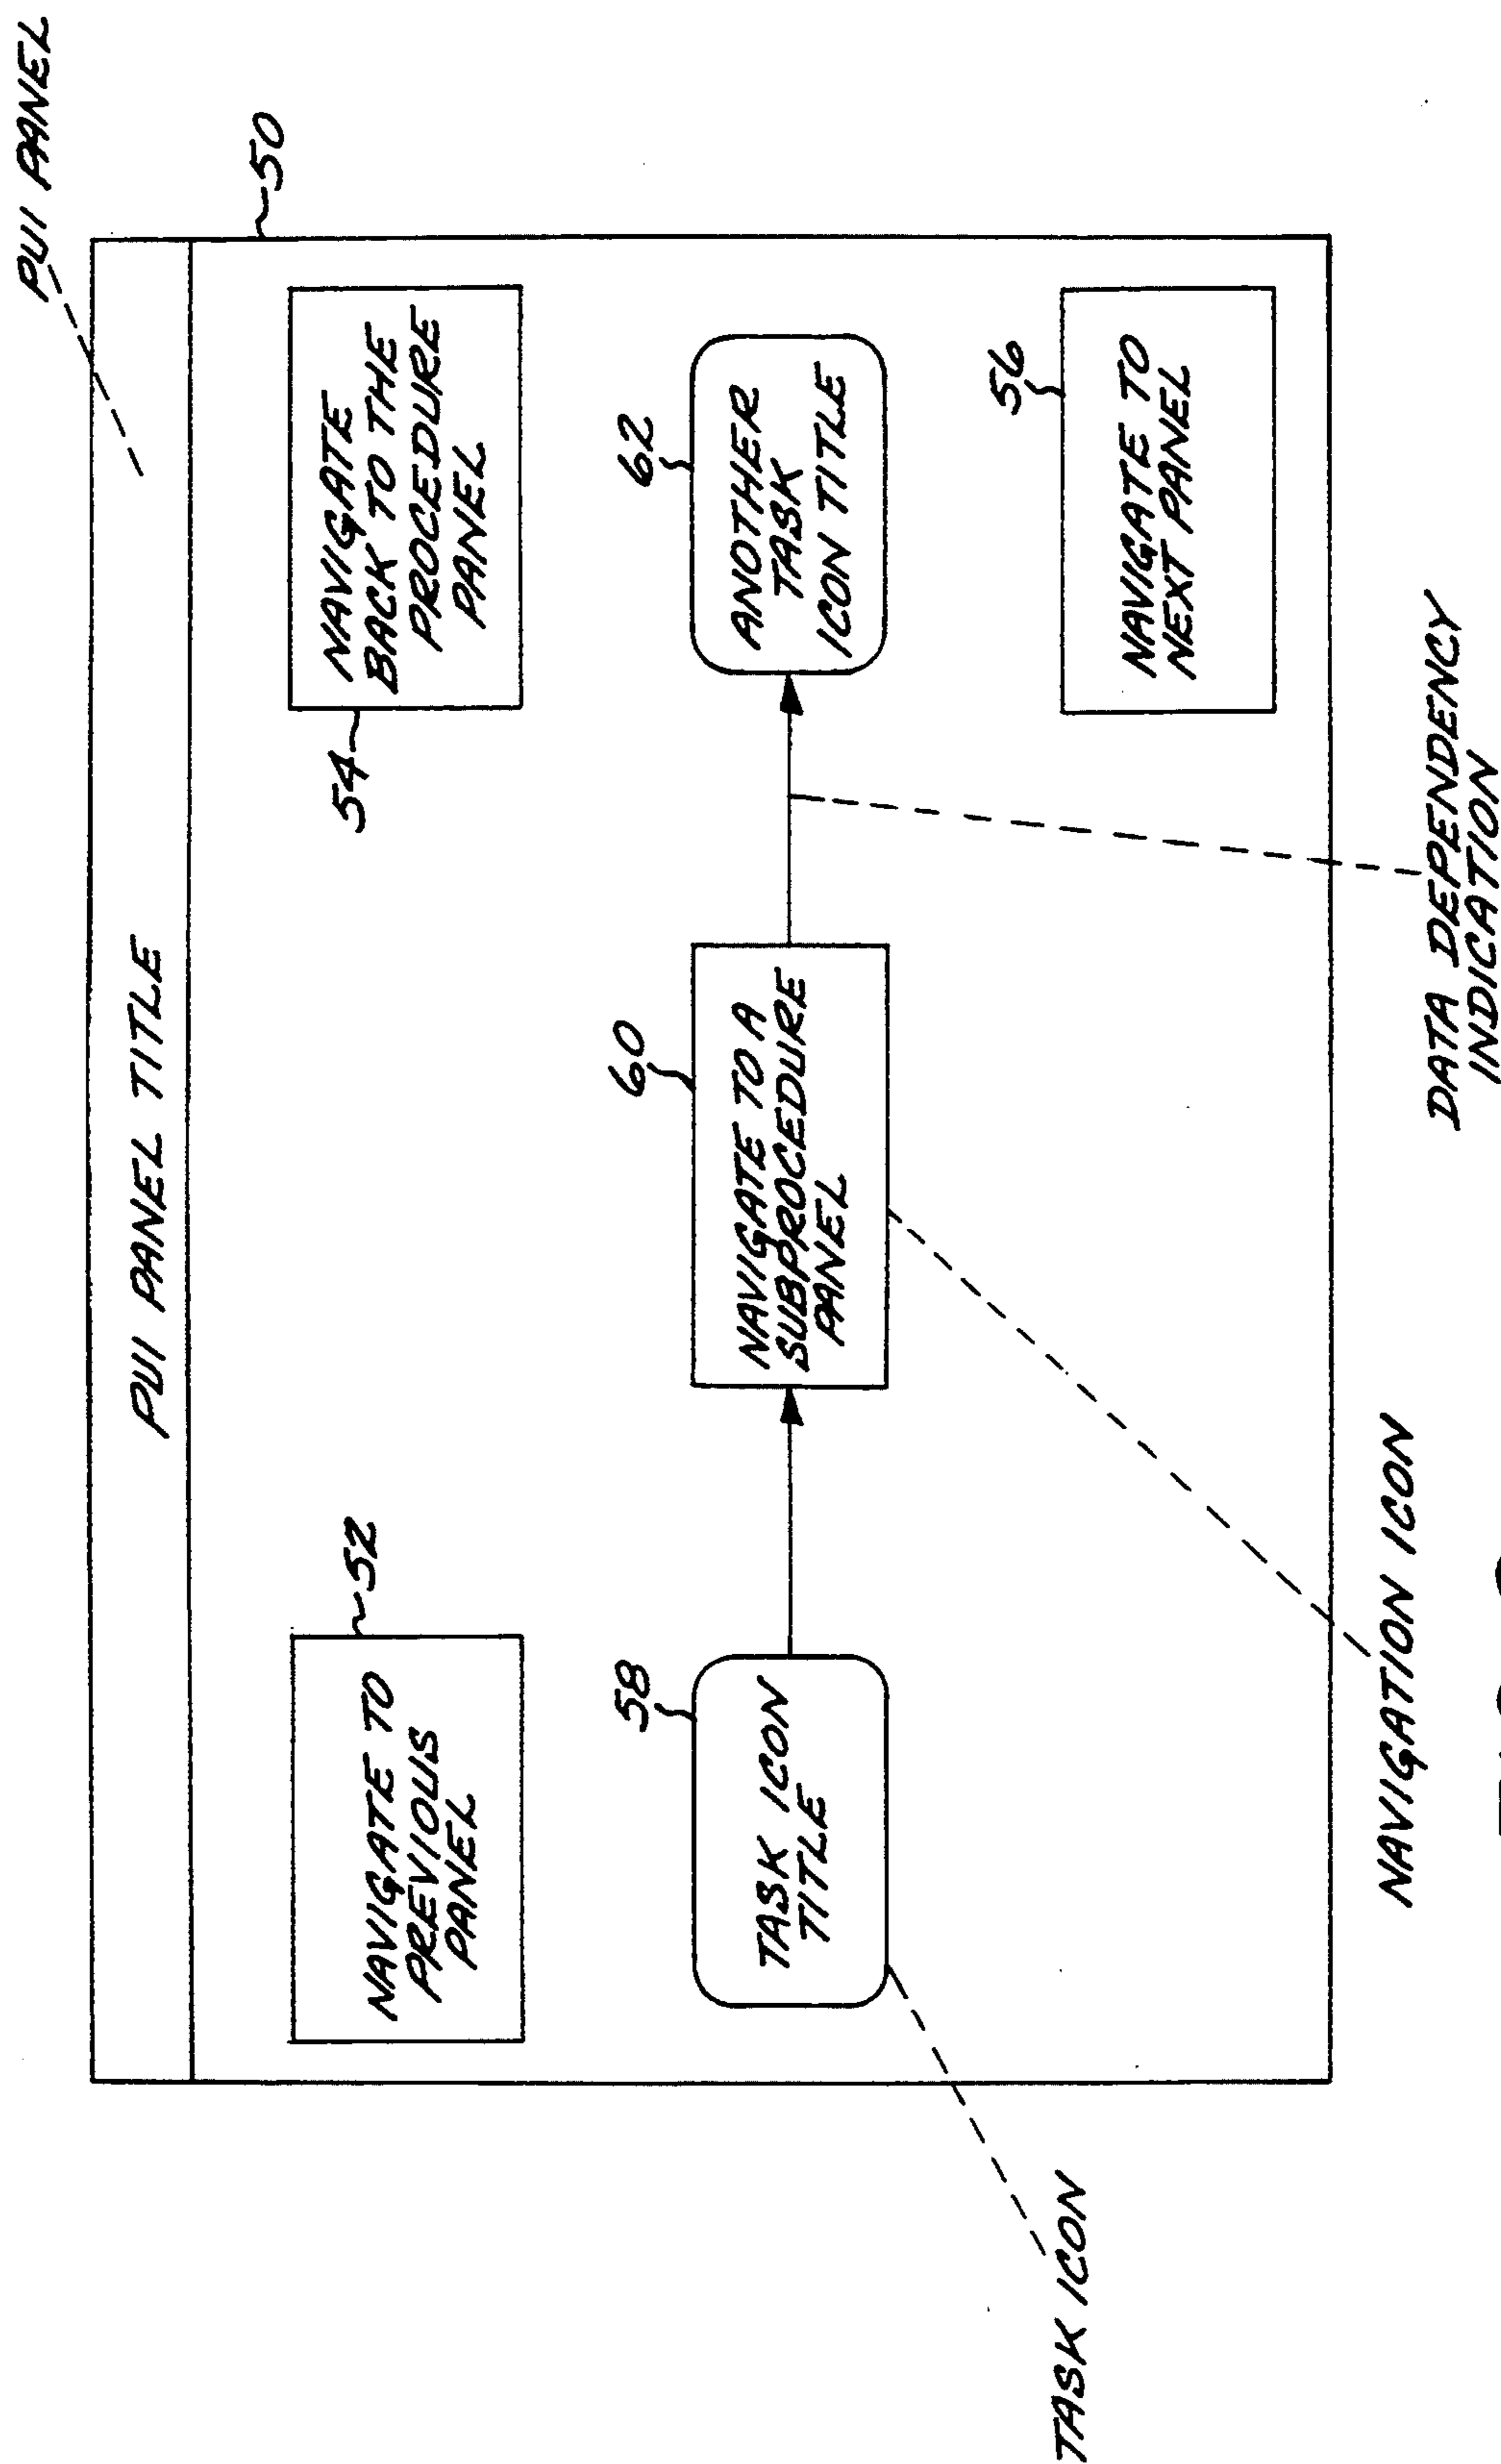 PUI PANEL
PUI PANEL TITLE
50
NAVIGATE TO
PREVIOUS
PANEL
52
54
NAVIGATE
BACK TO THE
PROCEDURE
PANEL
58
TASK ICON
TITLE
60
NAVIGATE TO A
SUBPROCEDURE
PANEL
62
ANOTHER
TASK
ICON TITLE
56
NAVIGATE TO
NEXT PANEL
TASK ICON
NAVIGATION ICON
DATA DEPENDENCY
INDICATION